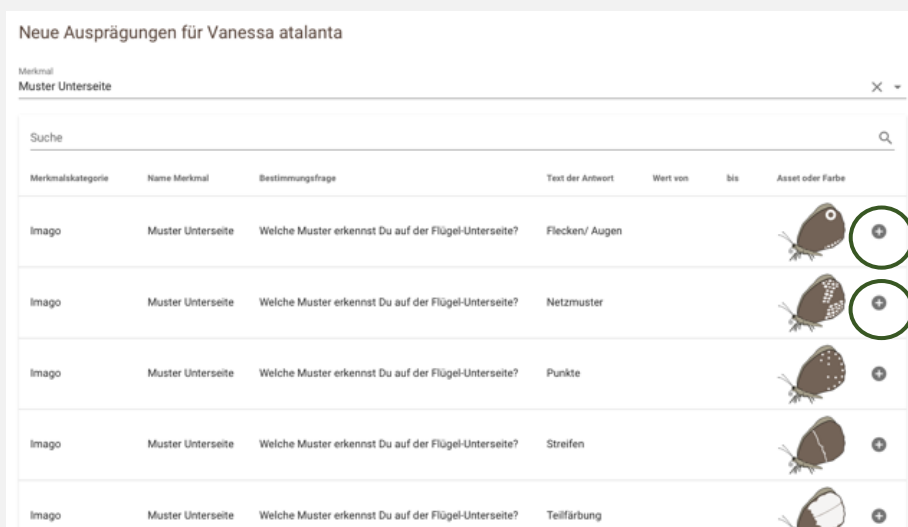 Neue Ausprägungen für Vanessa atalanta
Merkmal
Muster Unterseite
Suche
Merkmalskategorie Name Merkmal Bestimmungsfrage Text der Antwort Wert von bis Asset oder Farbe
Imago Muster Unterseite Welche Muster erkennst Du auf der Flügel-Unterseite? Flecken/ Augen
Imago Muster Unterseite Welche Muster erkennst Du auf der Flügel-Unterseite? Netzmuster
Imago Muster Unterseite Welche Muster erkennst Du auf der Flügel-Unterseite? Punkte
Imago Muster Unterseite Welche Muster erkennst Du auf der Flügel-Unterseite? Streifen
Imago Muster Unterseite Welche Muster erkennst Du auf der Flügel-Unterseite? Teilfärbung